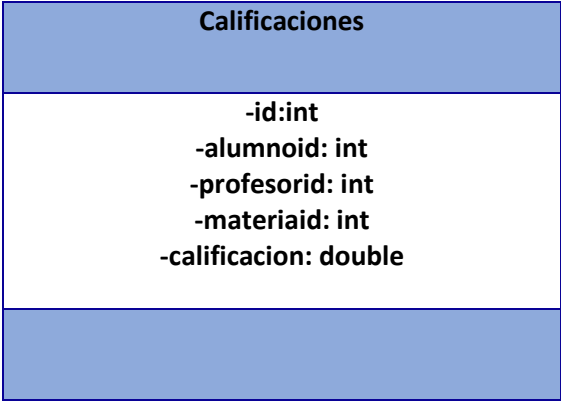 Calificaciones
-id:int
-alumnoid: int
-profesorid: int
-materiaid: int
-calificacion: double